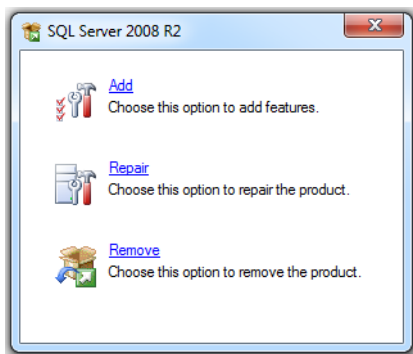 SQL Server 2008 R2
Add
Choose this option to add features.
Repair
Choose this option to repair the product.
Remove
Choose this option to remove the product.